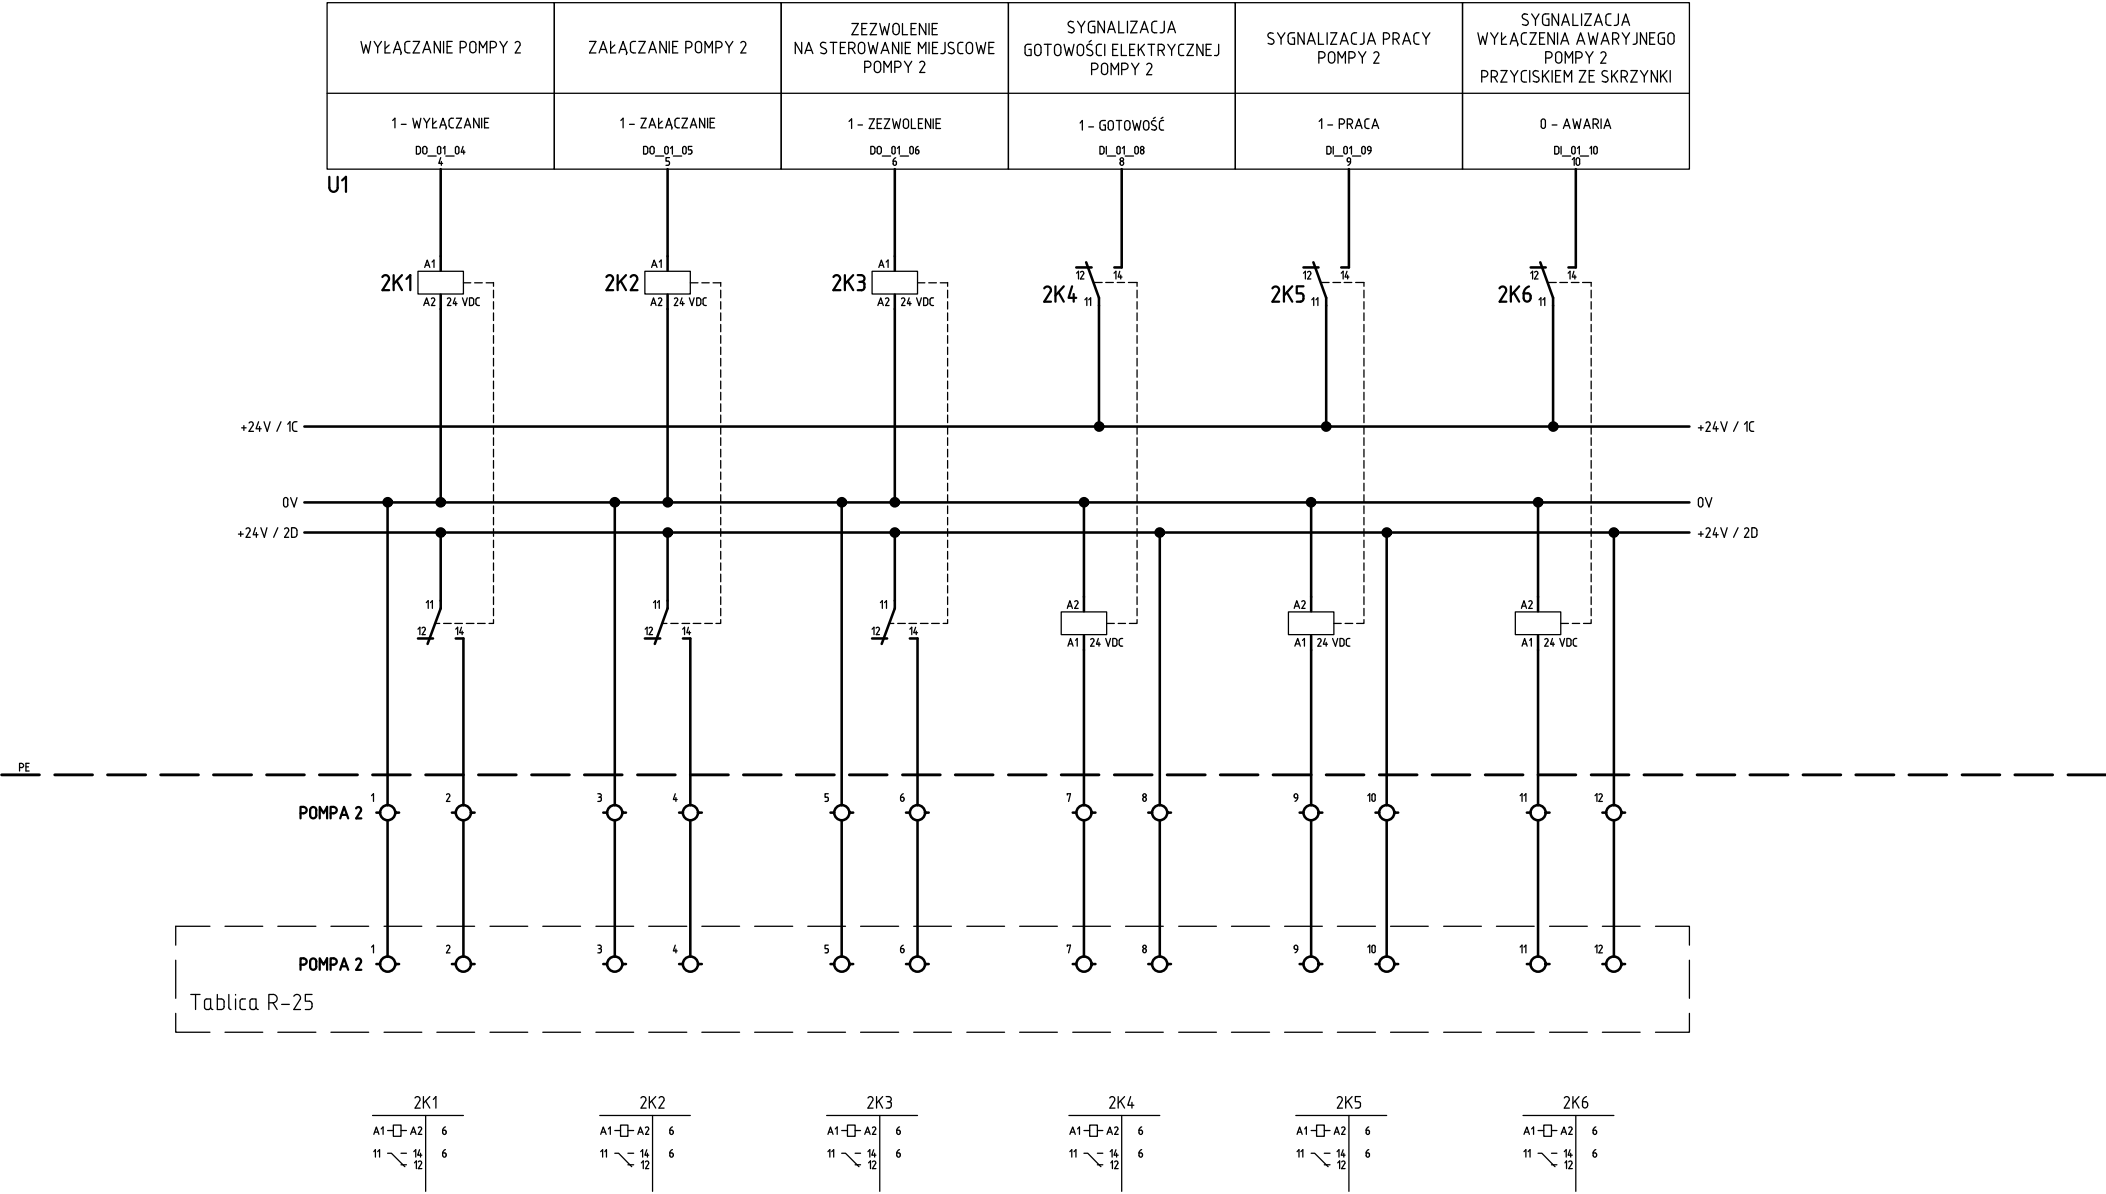 WYŁĄCZANIE POMPY 2
ZAŁĄCZANIE POMPY 2
ZEZWOLENIE
NA STEROWANIE MIEJSCOWE
POMPY 2
SYGNALIZACJA
GOTOWOŚCI ELEKTRYCZNEJ
POMPY 2
SYGNALIZACJA PRACY
POMPY 2
SYGNALIZACJA
WYŁĄCZENIA AWARYJNEGO
POMPY 2
PRZYCISKIEM ZE SKRZYNKI
1 – WYŁĄCZANIE
1 – ZAŁĄCZANIE
1 – ZEZWOLENIE
1 – GOTOWOŚĆ
1 – PRACA
0 – AWARIA
DO_01_04
4
DO_01_05
5
DO_01_06
6
DI_01_08
8
DI_01_09
9
DI_01_10
10
U1
2K1
A1
A2 24 VDC
2K2
A1
A2 24 VDC
2K3
A1
A2 24 VDC
2K4
12 14
11
2K5
12 14
11
2K6
12 14
11
+24V / 1C
+24V / 1C
0V
0V
+24V / 2D
+24V / 2D
11
12 14
11
12 14
11
12 14
A2
A1 24 VDC
A2
A1 24 VDC
A2
A1 24 VDC
PE
POMPA 2 1 2 3 4 5 6 7 8 9 10 11 12
POMPA 2 1 2 3 4 5 6 7 8 9 10 11 12
Tablica R-25
2K1
A1 A2 6
11 14 6
12
2K2
A1 A2 6
11 14 6
12
2K3
A1 A2 6
11 14 6
12
2K4
A1 A2 6
11 14 6
12
2K5
A1 A2 6
11 14 6
12
2K6
A1 A2 6
11 14 6
12